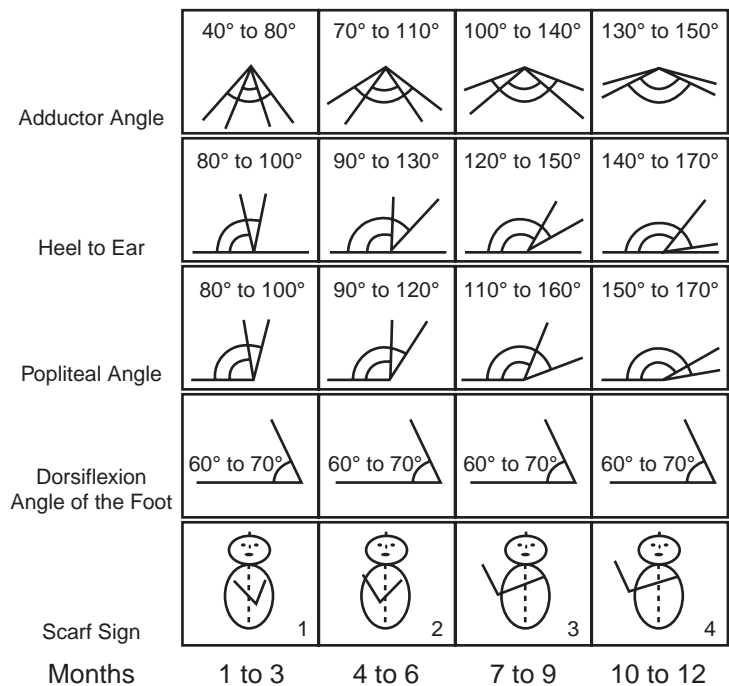 40° to 80° 70° to 110° 100° to 140° 130° to 150°
Adductor Angle
80° to 100° 90° to 130° 120° to 150° 140° to 170°
Heel to Ear
80° to 100° 90° to 120° 110° to 160° 150° to 170°
Popliteal Angle
60° to 70° 60° to 70° 60° to 70° 60° to 70°
Dorsiflexion
Angle of the Foot
Scarf Sign 1 2 3 4
Months 1 to 3 4 to 6 7 to 9 10 to 12